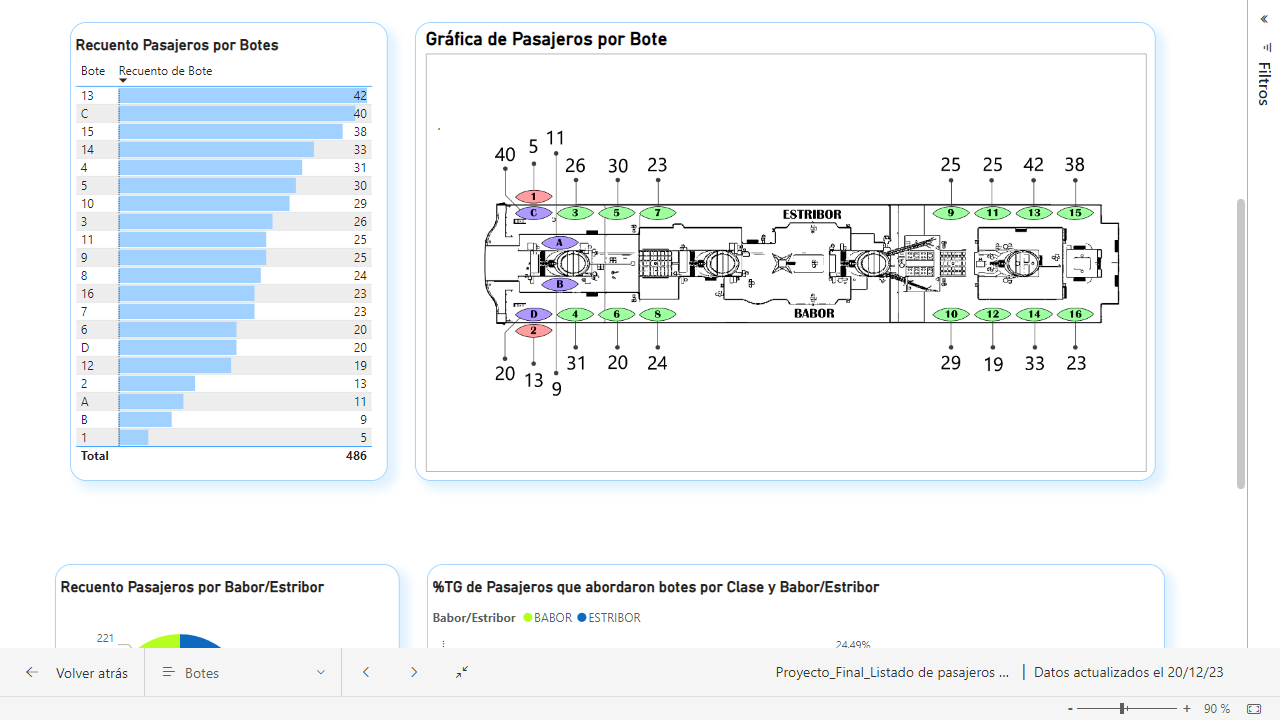 Recuento Pasajeros por Botes
Bote Recuento de Bote
13 42
C 40
15 38
14 33
4 31
5 30
10 29
3 26
11 25
9 25
8 24
16 23
7 23
6 20
D 20
12 19
2 13
A 11
B 9
1 5
Total 486
Gráfica de Pasajeros por Bote
40 5 11 26 30 23 25 25 42 38
1
C 3 5 7 ESTRIBOR 9 11 13 15
A
B
D 4 6 8 BABOR 10 12 14 16
2
20 13 9 31 20 24 29 19 33 23
Filtros
Recuento Pasajeros por Babor/Estribor
221
%TG de Pasajeros que abordaron botes por Clase y Babor/Estribor
Babor/Estribor BABOR ESTRIBOR
24.49%
Volver atrás Botes Proyecto_Final_Listado de pasajeros ... | Datos actualizados el 20/12/23
- + 90 %